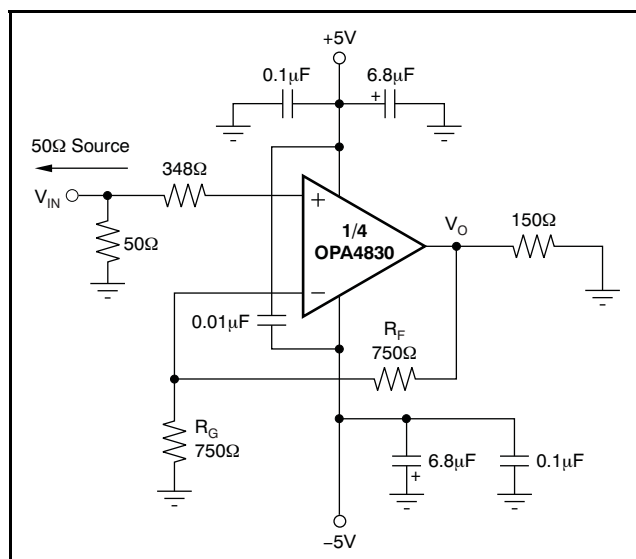 +5V
0.1µF
6.8µF
+
50Ω Source
348Ω
V_IN
50Ω
+
1/4
OPA4830
−
V_O
150Ω
0.01µF
R_F
750Ω
R_G
750Ω
6.8µF
+
0.1µF
−5V